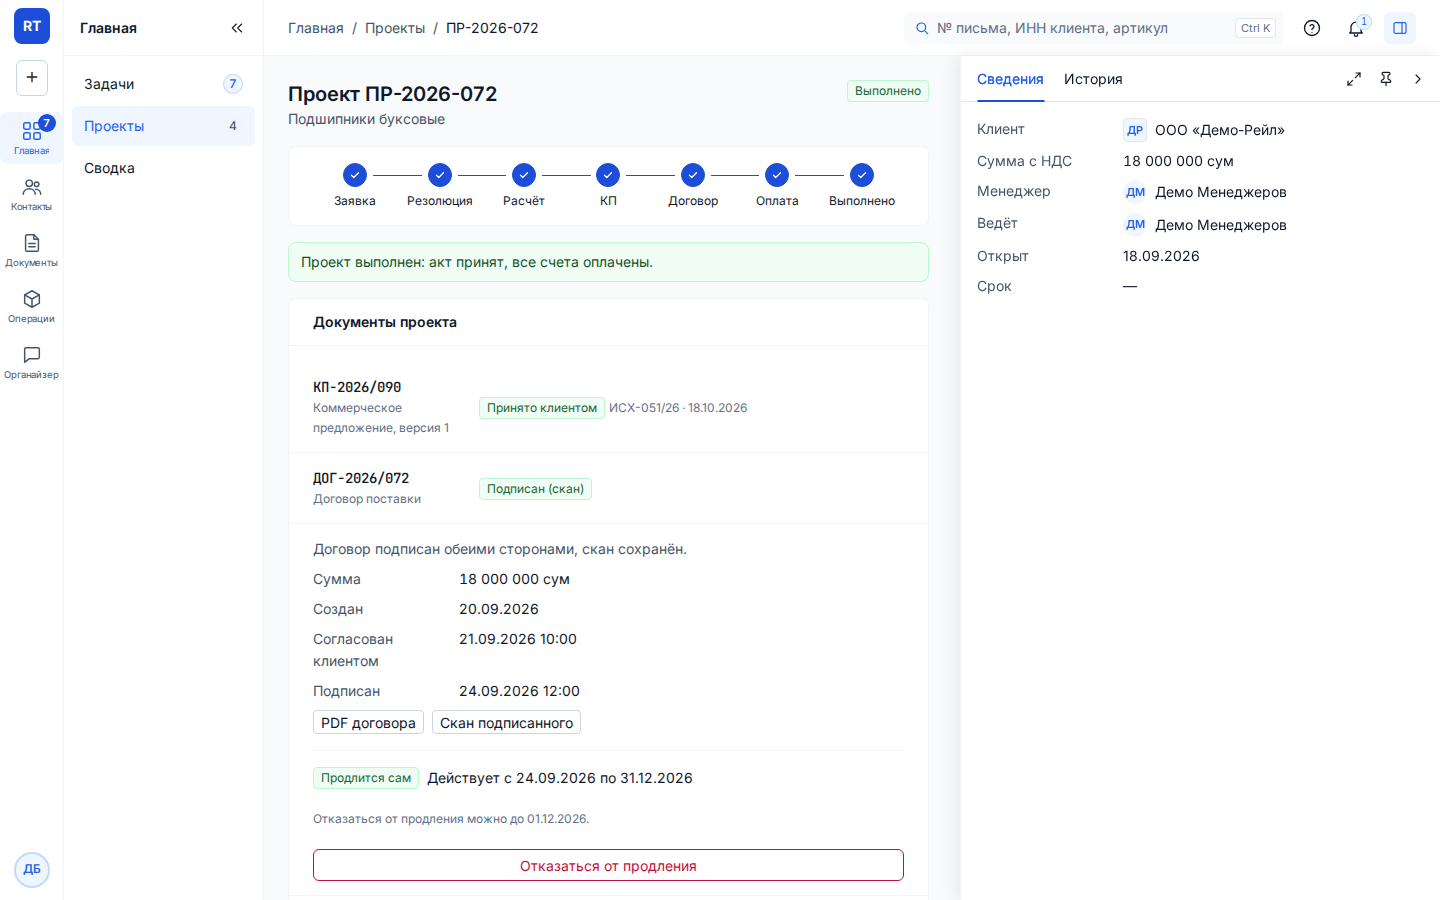 RT
Главная
Главная / Проекты / ПР-2026-072
№ письма, ИНН клиента, артикул
Ctrl K
1
+
7
Главная
Контакты
Документы
Операции
Органайзер
ДБ
Задачи
7
Проекты
4
Сводка
Проект ПР-2026-072
Выполнено
Подшипники буксовые
Заявка
Резолюция
Расчёт
КП
Договор
Оплата
Выполнено
Проект выполнен: акт принят, все счета оплачены.
Документы проекта
КП-2026/090
Коммерческое
предложение, версия 1
Принято клиентом
ИСХ-051/26 · 18.10.2026
ДОГ-2026/072
Договор поставки
Подписан (скан)
Договор подписан обеими сторонами, скан сохранён.
Сумма 18 000 000 сум
Создан 20.09.2026
Согласован клиентом 21.09.2026 10:00
Подписан 24.09.2026 12:00
PDF договора
Скан подписанного
Продлится сам
Действует с 24.09.2026 по 31.12.2026
Отказаться от продления можно до 01.12.2026.
Отказаться от продления
Сведения
История
Клиент ДР ООО «Демо-Рейл»
Сумма с НДС 18 000 000 сум
Менеджер ДМ Демо Менеджеров
Ведёт ДМ Демо Менеджеров
Открыт 18.09.2026
Срок —